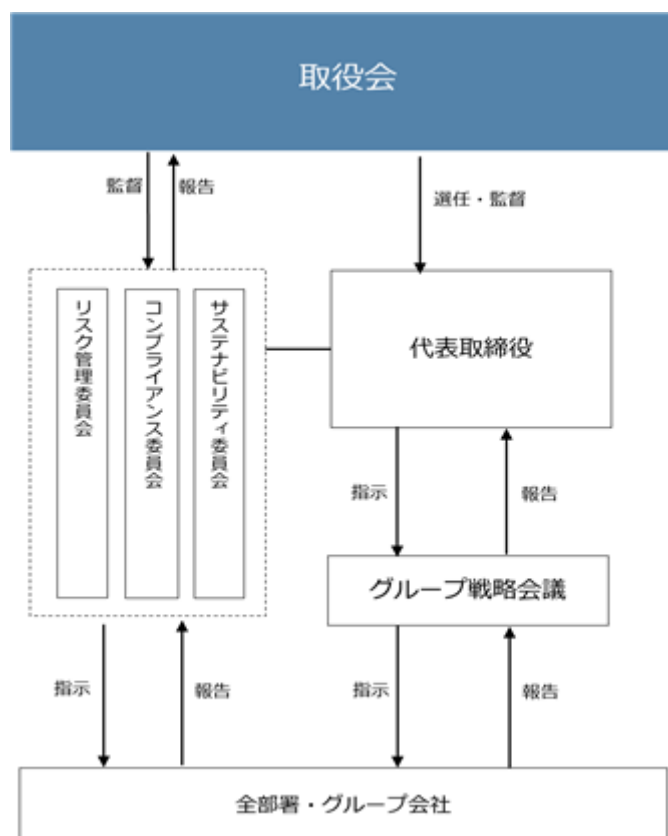 取役会
監督
報告
選任・監督
リスク管理委員会
コンプライアンス委員会
サステナビリティ委員会
代表取締役
指示
報告
グループ戦略会議
指示
報告
指示
報告
全部署・グループ会社